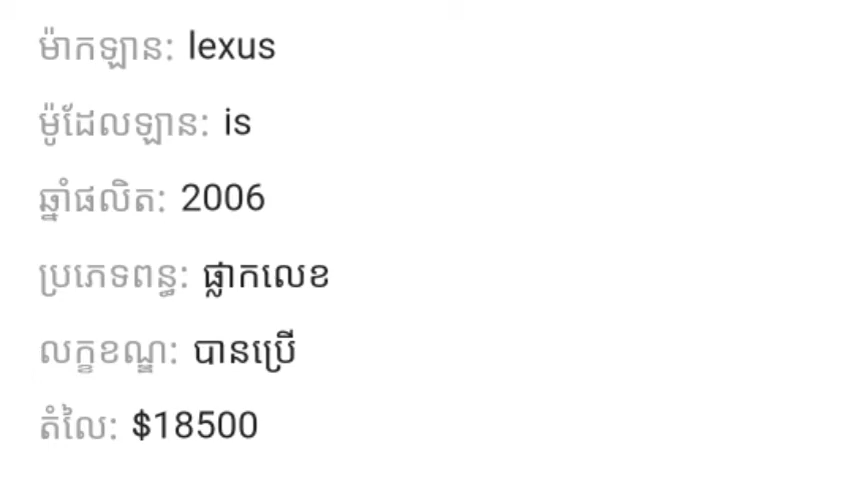 ម៉ាកឡាន: lexus
ម៉ូដែលឡាន: is
ឆ្នាំផលិត: 2006
ប្រភេទពន្ធ: ផ្លាកលេខ
លក្ខខណ្ឌ: បានប្រើ
តំលៃ: $18500